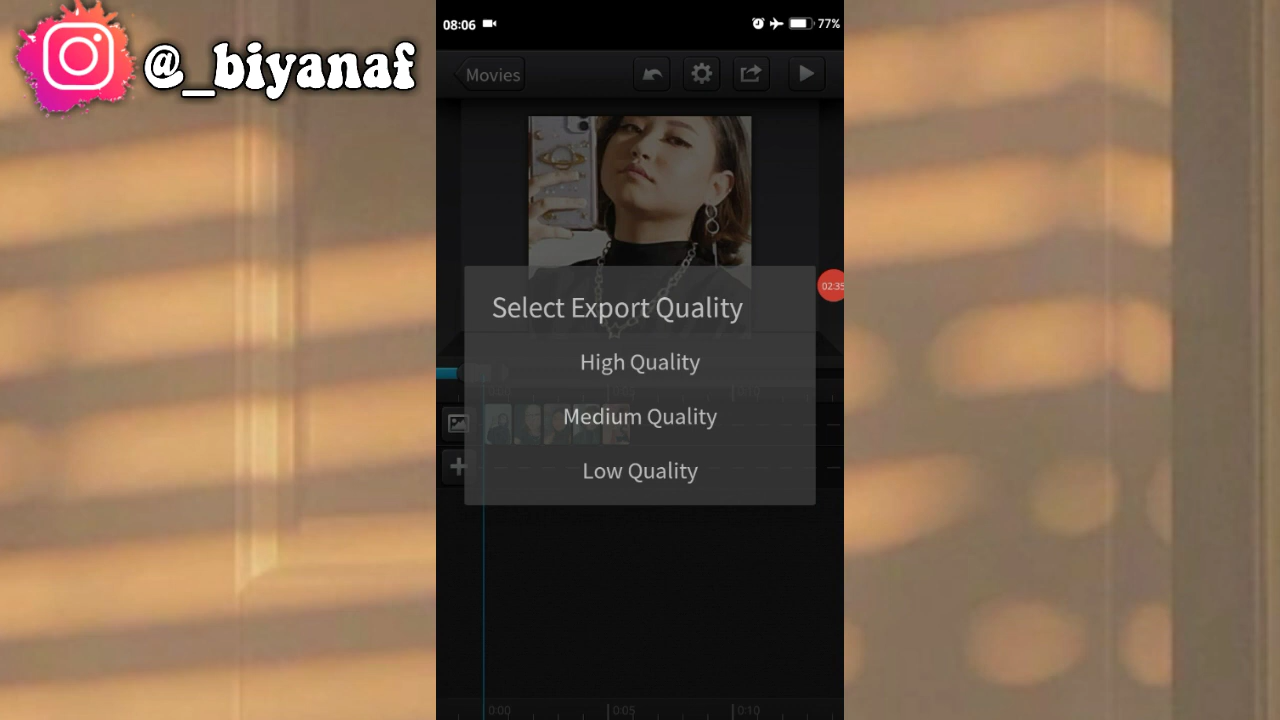 @_biyanaf
08:06
77%
Movies
02:35
Select Export Quality
High Quality
Medium Quality
Low Quality
0:00
0:05
0:10